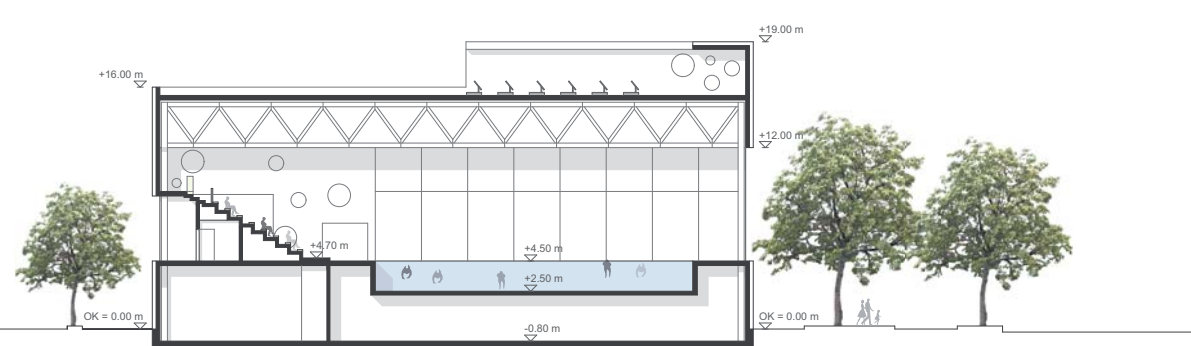 +19.00 m
+16.00 m
+12.00 m
+4.70 m
+4.50 m
+2.50 m
OK = 0.00 m
OK = 0.00 m
-0.80 m